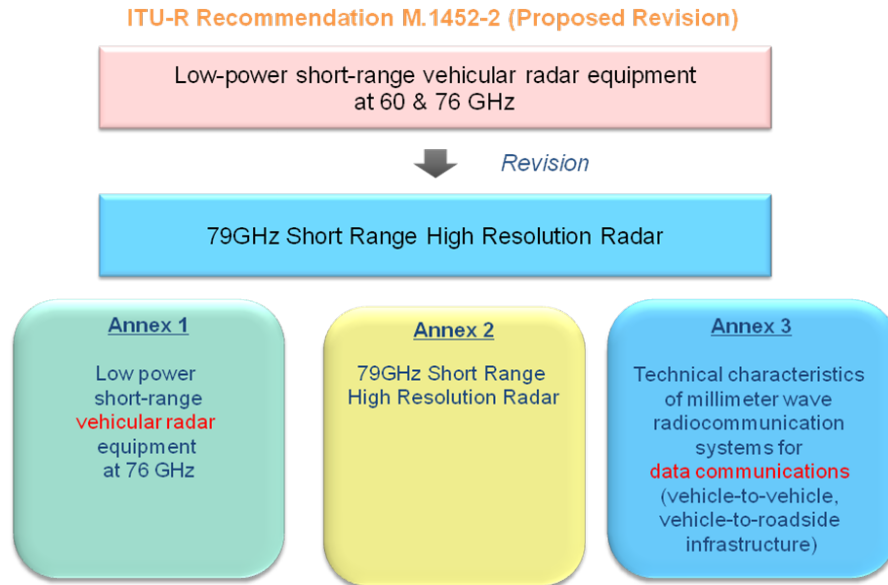 ITU-R Recommendation M.1452-2 (Proposed Revision)
Low-power short-range vehicular radar equipment
at 60 & 76 GHz
Revision
79GHz Short Range High Resolution Radar
Annex 1
Low power
short-range
vehicular radar
equipment
at 76 GHz
Annex 2
79GHz Short Range
High Resolution Radar
Annex 3
Technical characteristics
of millimeter wave
radiocommunication
systems for
data communications
(vehicle-to-vehicle,
vehicle-to-roadside
infrastructure)